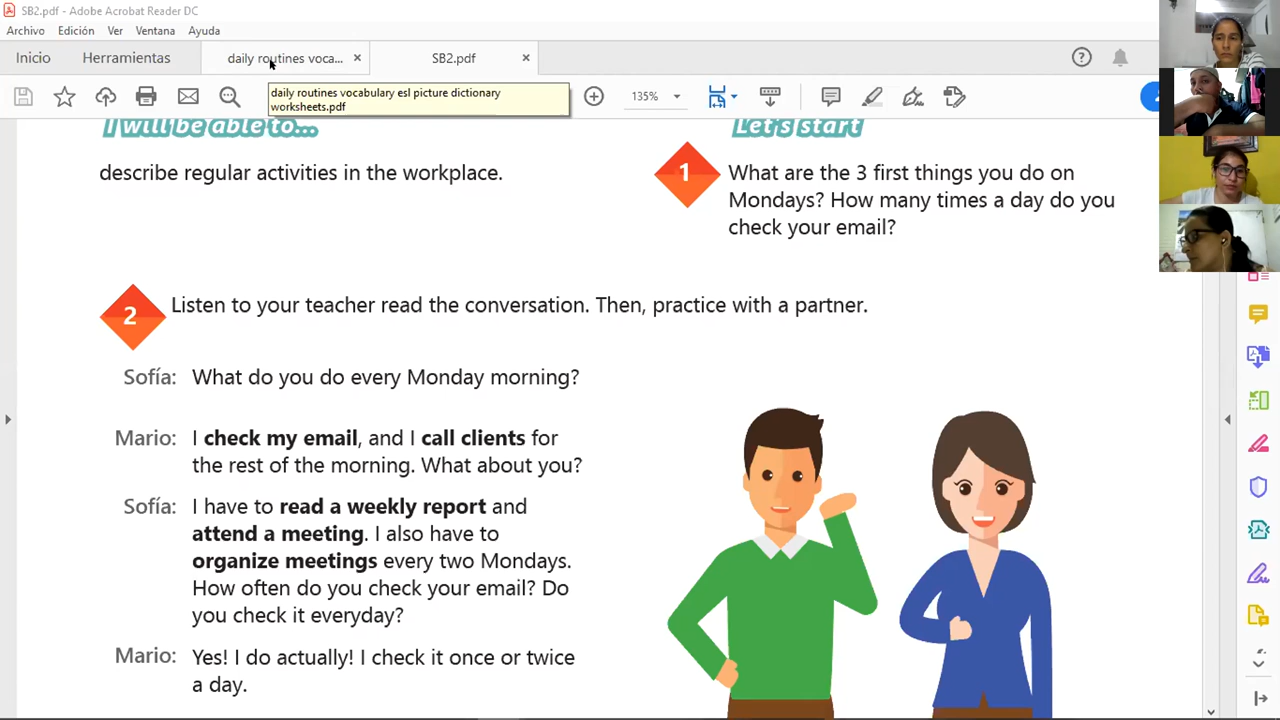 SB2.pdf - Adobe Acrobat Reader DC
Archivo Edición Ver Ventana Ayuda
Inicio Herramientas daily routines voca... × SB2.pdf ×
135%
daily routines vocabulary esl picture dictionary
worksheets.pdf
I will be able to...
describe regular activities in the workplace.
Let's start
1
What are the 3 first things you do on
Mondays? How many times a day do you
check your email?
2
Listen to your teacher read the conversation. Then, practice with a partner.
Sofía: What do you do every Monday morning?
Mario: I check my email, and I call clients for
the rest of the morning. What about you?
Sofía: I have to read a weekly report and
attend a meeting. I also have to
organize meetings every two Mondays.
How often do you check your email? Do
you check it everyday?
Mario: Yes! I do actually! I check it once or twice
a day.